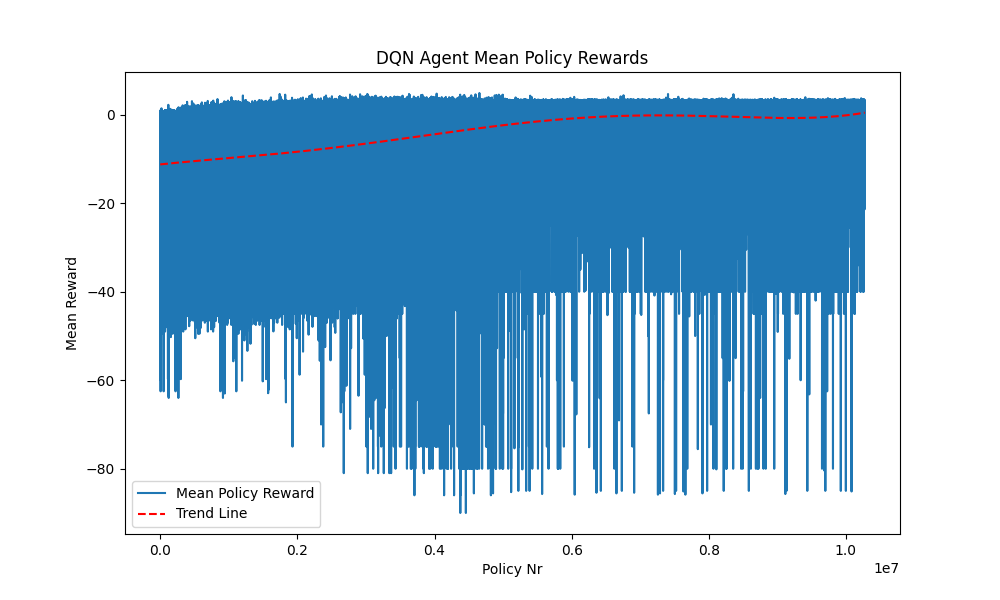 DQN Agent Mean Policy Rewards
Mean Reward
0
−20
−40
−60
−80
Mean Policy Reward
Trend Line
0.0
0.2
0.4
0.6
0.8
1.0
1e7
Policy Nr